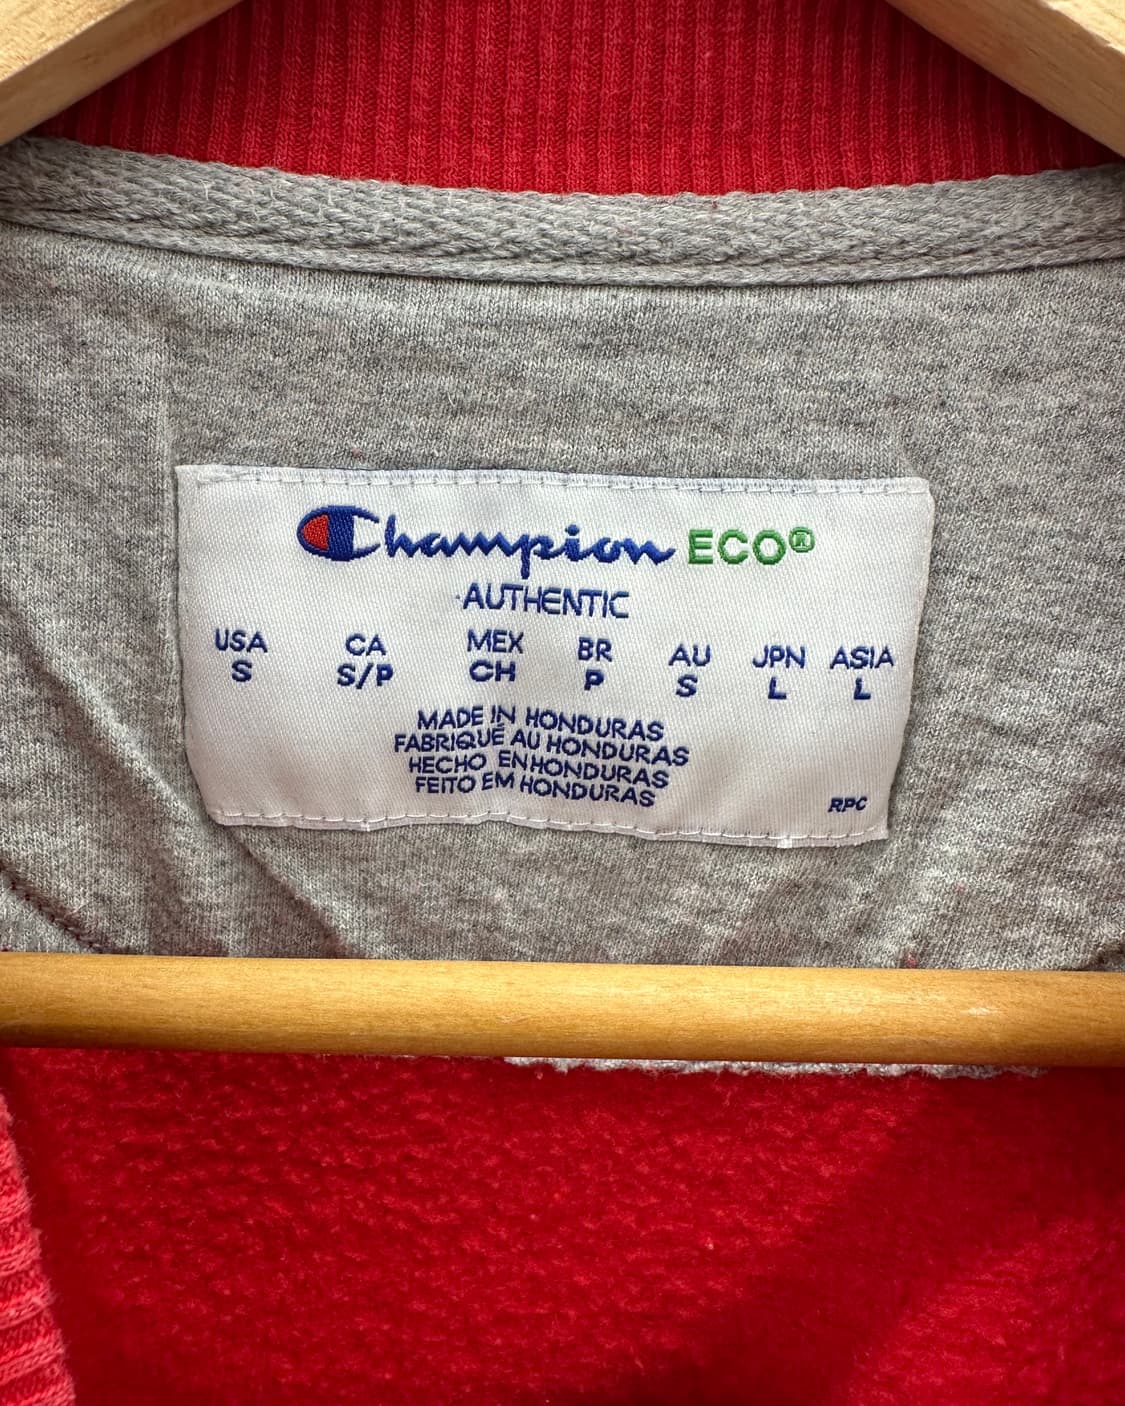 Champion ECO®
AUTHENTIC
USA CA MEX BR AU JPN ASIA
S S/P CH P S L L
MADE IN HONDURAS
FABRIQUÉ AU HONDURAS
HECHO EN HONDURAS
FEITO EM HONDURAS
RPC